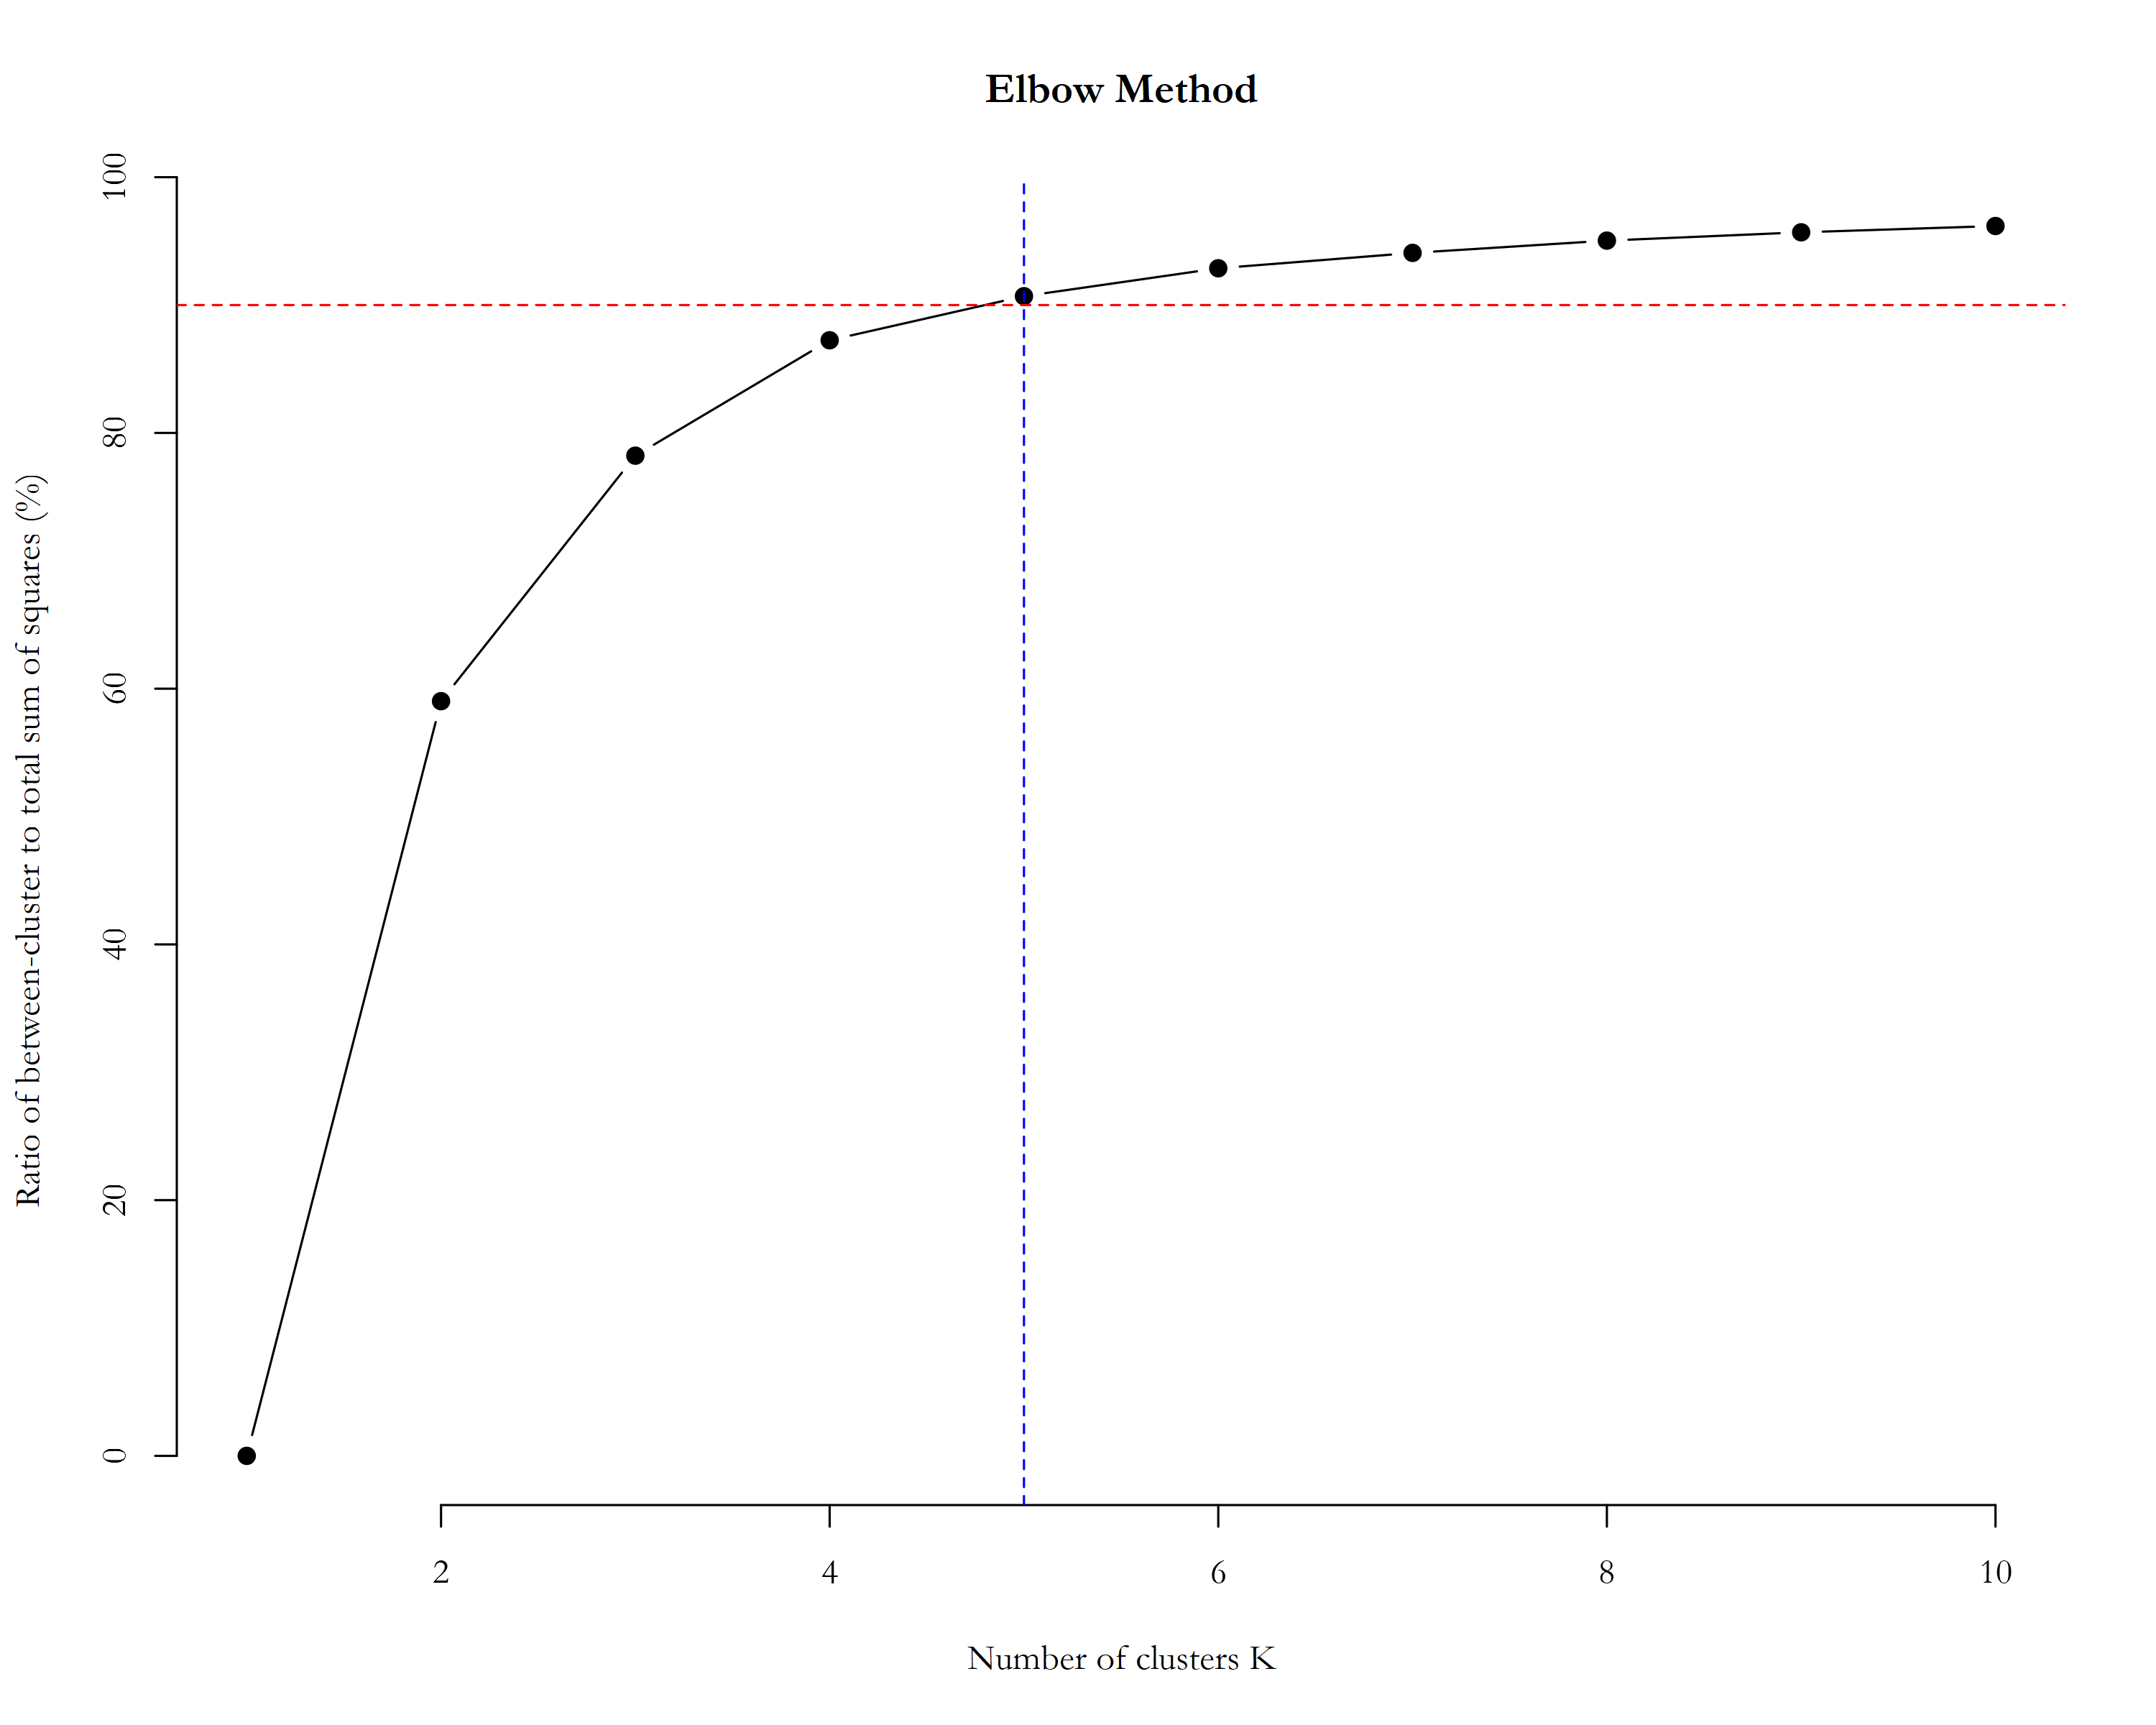 Elbow Method
Ratio of between-cluster to total sum of squares (%)
100
80
60
40
20
0
2 4 6 8 10
Number of clusters K